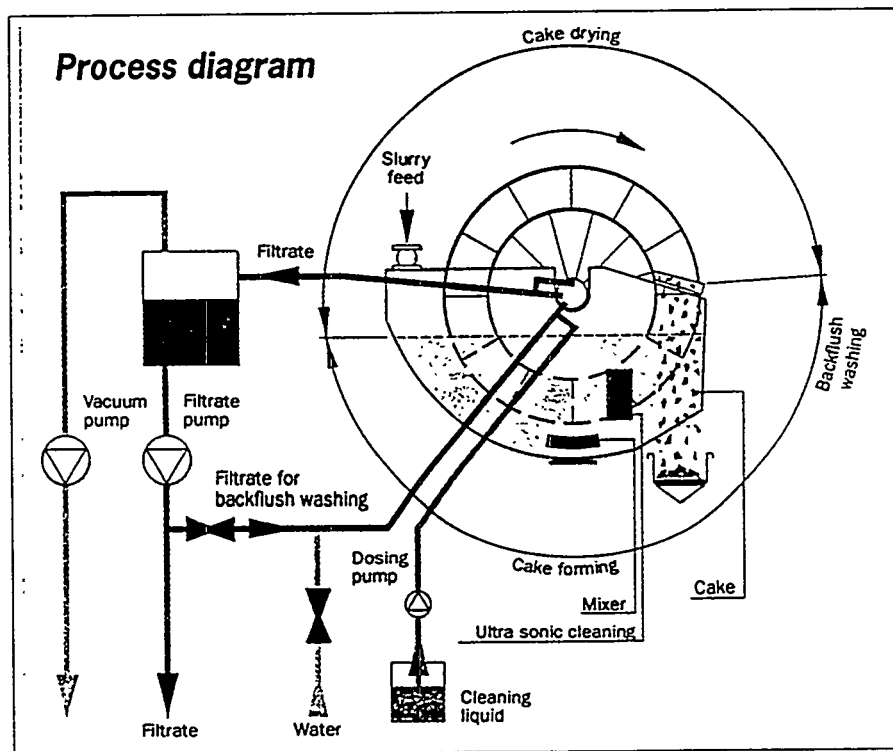 Process diagram
Cake drying
Slurry
feed
Filtrate
Backflush
washing
Vacuum
pump
Filtrate
pump
Filtrate for
backflush washing
Dosing
pump
Cake forming
Cake
Mixer
Ultra sonic cleaning
Cleaning
liquid
Filtrate
Water